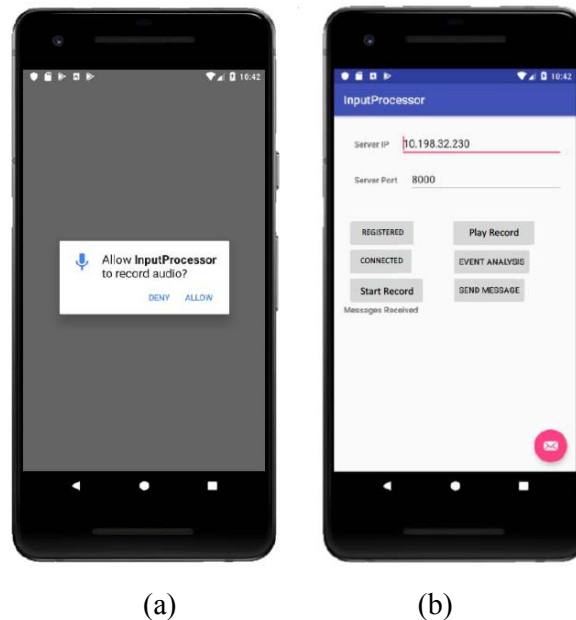 10:42
Allow InputProcessor
to record audio?
DENY ALLOW
(a)
10:42
InputProcessor
Server IP 10.198.32.230
Server Port 8000
REGISTERED Play Record
CONNECTED EVENT ANALYSIS
Start Record SEND MESSAGE
Messages Received
(b)